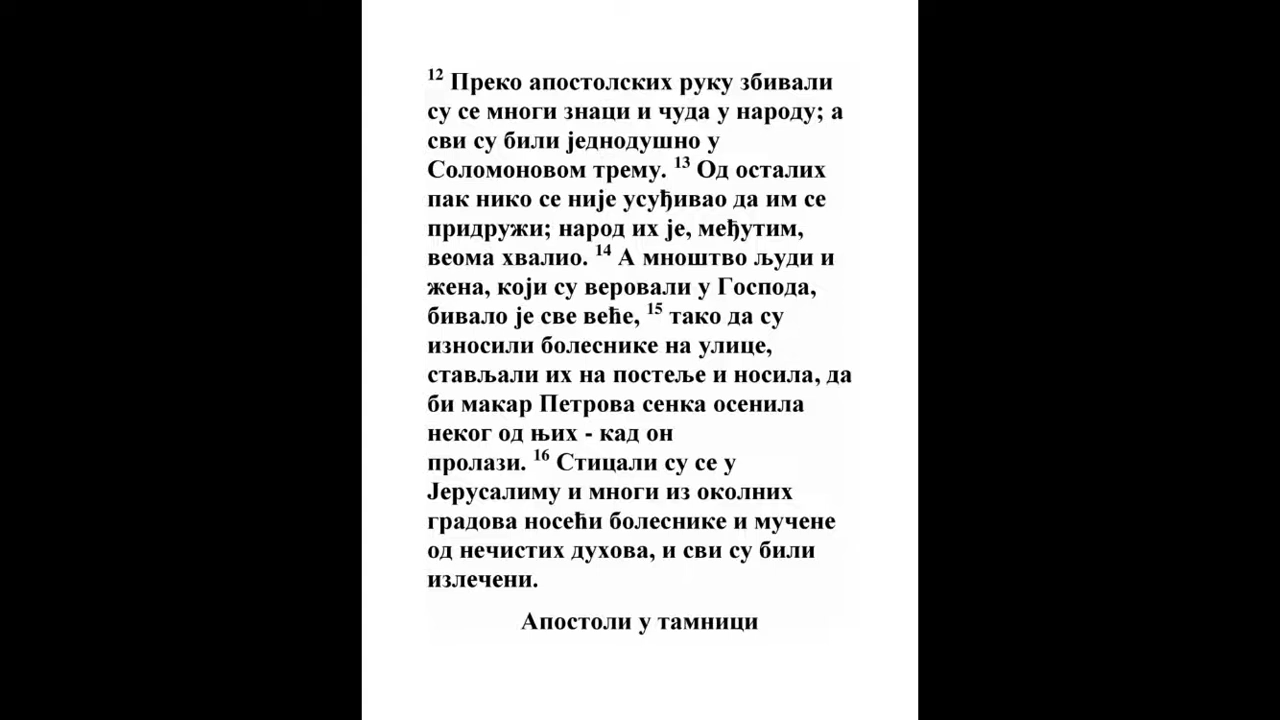 12 Преко апостолских руку збивали
су се многи знаци и чуда у народу; а
сви су били једнодушно у
Соломоновом трему. 13 Од осталих
пак нико се није усуђивао да им се
придружи; народ их је, међутим,
веома хвалио. 14 А мноштво људи и
жена, који су веровали у Господа,
бивало је све веће, 15 тако да су
износили болеснике на улице,
стављали их на постеље и носила, да
би макар Петрова сенка осенила
неког од њих - кад он
пролази. 16 Стицали су се у
Јерусалиму и многи из околних
градова носећи болеснике и мучене
од нечистих духова, и сви су били
излечени.
Апостоли у тамници